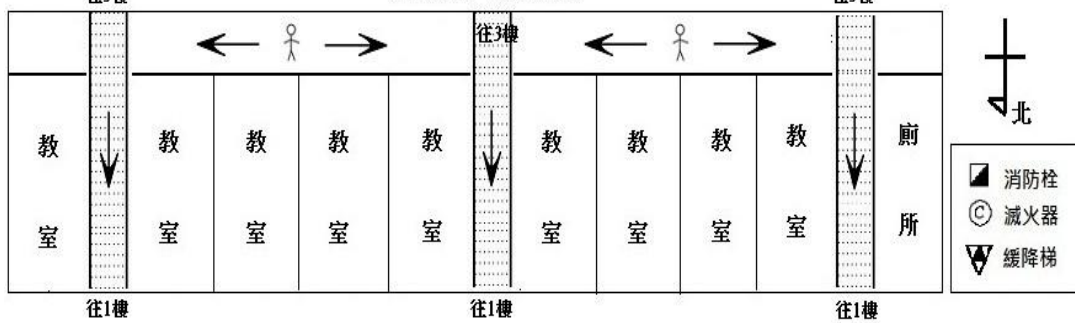 往3樓
北
教室 教室 教室 教室 教室 教室 教室 教室 教室 廁所
消防栓
C 滅火器
緩降梯
往1樓 往1樓 往1樓